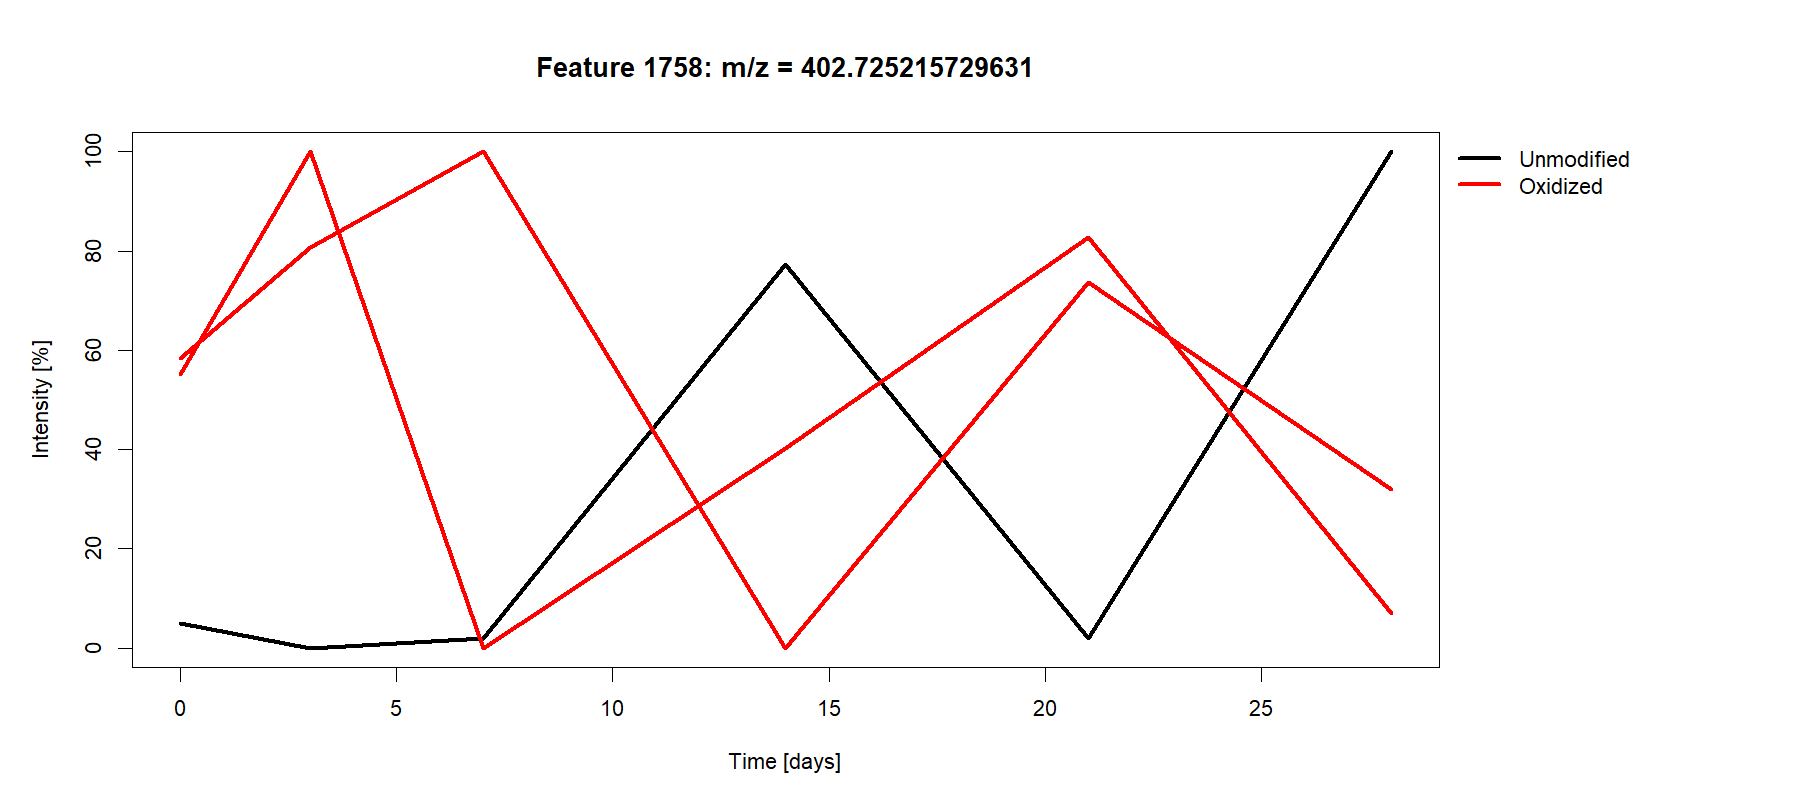 Feature 1758: m/z = 402.725215729631
Unmodified
Oxidized
Intensity [%]
100
80
60
40
20
0
0 5 10 15 20 25
Time [days]